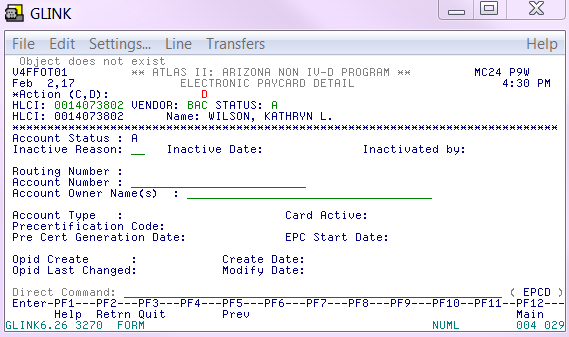 GLINK
File Edit Settings... Line Transfers Help
Object does not exist
V4FFOT01 ** ATLAS II: ARIZONA NON IV-D PROGRAM ** MC24 P9W
Feb 2,17 ELECTRONIC PAYCARD DETAIL 4:30 PM
*Action (C,D): D
HLCI: 0014073802 VENDOR: BAC STATUS: A
HLCI: 0014073802 Name: WILSON, KATHRYN L.
*******************************************************************************
Account Status : A
Inactive Reason: __ Inactive Date: Inactivated by:
Routing Number :
Account Number :
Account Owner Name(s) :
Account Type : Card Active:
Precertification Code:
Pre Cert Generation Date: EPC Start Date:
Opid Create : Create Date:
Opid Last Changed: Modify Date:
Direct Command: ( EPCD )
Enter-PF1---PF2---PF3---PF4---PF5---PF6---PF7---PF8---PF9---PF10--PF11--PF12---
Help Retrn Quit Prev Main
GLINK6.26 3270 FORM NUML 004 029